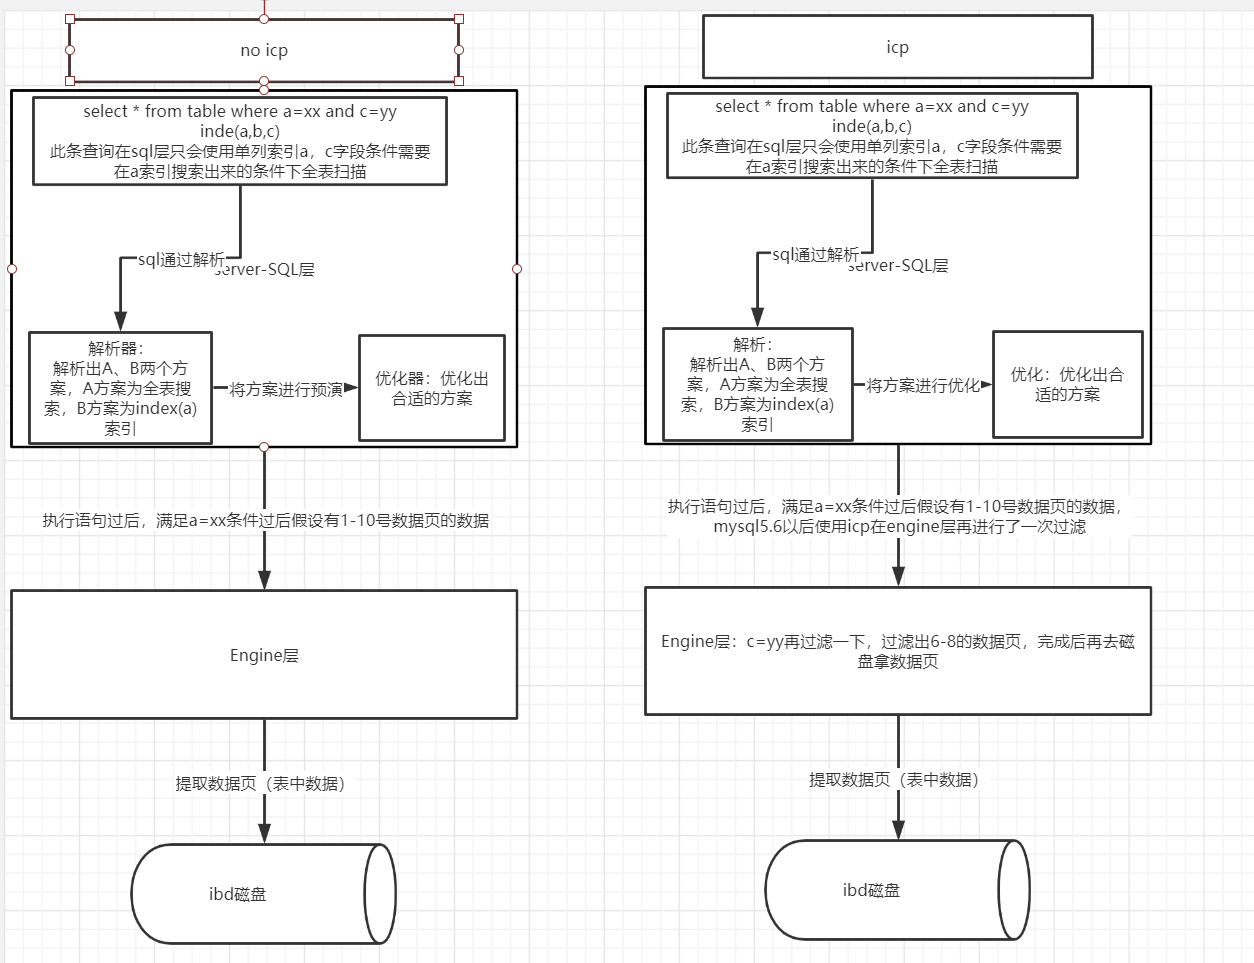 no icp
select * from table where a=xx and c=yy
inde(a,b,c)
此条查询在sql层只会使用单列索引a，c字段条件需要
在a索引搜索出来的条件下全表扫描
sql通过解析
server-SQL层
解析器：
解析出A、B两个方
案，A方案为全表搜
索，B方案为index(a)
索引
将方案进行预演
优化器：优化出
合适的方案
执行语句过后，满足a=xx条件过后假设有1-10号数据页的数据
Engine层
提取数据页（表中数据）
ibd磁盘
icp
select * from table where a=xx and c=yy
inde(a,b,c)
此条查询在sql层只会使用单列索引a，c字段条件需要
在a索引搜索出来的条件下全表扫描
sql通过解析
server-SQL层
解析：
解析出A、B两个方
案，A方案为全表搜
索，B方案为index(a)
索引
将方案进行优化
优化：优化出合
适的方案
执行语句过后，满足a=xx条件过后假设有1-10号数据页的数据，
mysql5.6以后使用icp在engine层再进行了一次过滤
Engine层：c=yy再过滤一下，过滤出6-8的数据页，完成后再去磁
盘拿数据页
提取数据页（表中数据）
ibd磁盘